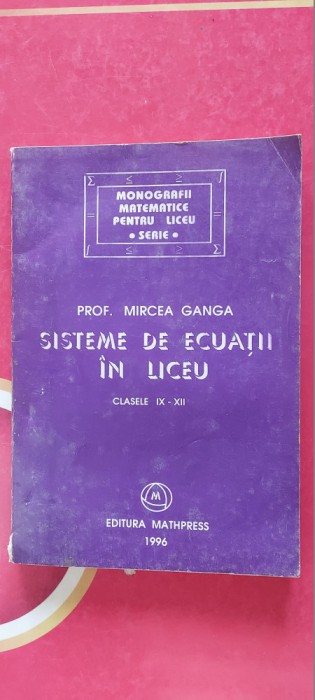 Σ ≤ ≥ ∫
MONOGRAFII
MATEMATICE
= PENTRU LICEU =
• SERIE •
∫ ≤ ≥ Σ
PROF. MIRCEA GANGA
SISTEME DE ECUAȚII
ÎN LICEU
CLASELE IX - XII
M
EDITURA MATHPRESS
1996